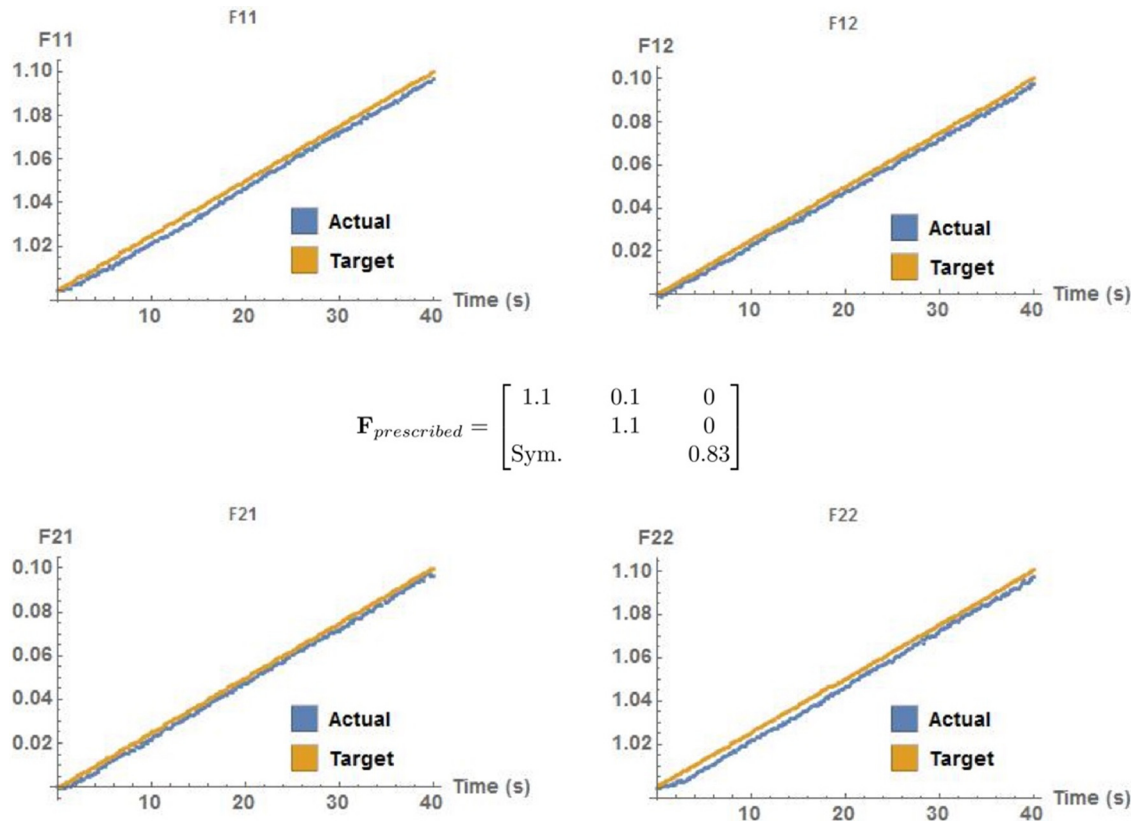 F11
F11
1.10
1.08
1.06
1.04
1.02
Actual
Target
10 20 30 40
Time (s)
F12
F12
0.10
0.08
0.06
0.04
0.02
Actual
Target
10 20 30 40
Time (s)
F_prescribed = [1.1 0.1 0
1.1 0
Sym. 0.83]
F21
F21
0.10
0.08
0.06
0.04
0.02
Actual
Target
10 20 30 40
Time (s)
F22
F22
1.10
1.08
1.06
1.04
1.02
Actual
Target
10 20 30 40
Time (s)